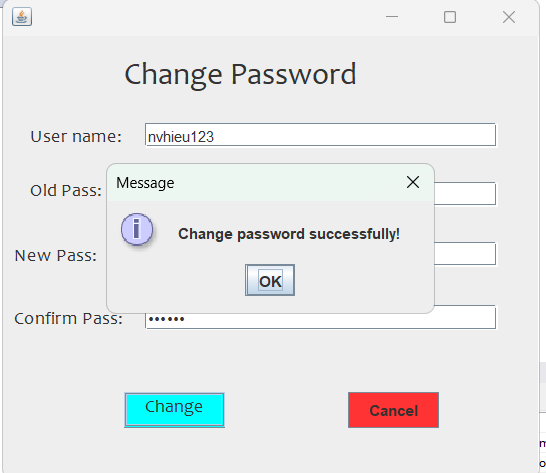 Change Password
User name:
nvhieu123
Old Pass:
Message
Change password successfully!
OK
New Pass:
Confirm Pass:
••••••
Change
Cancel